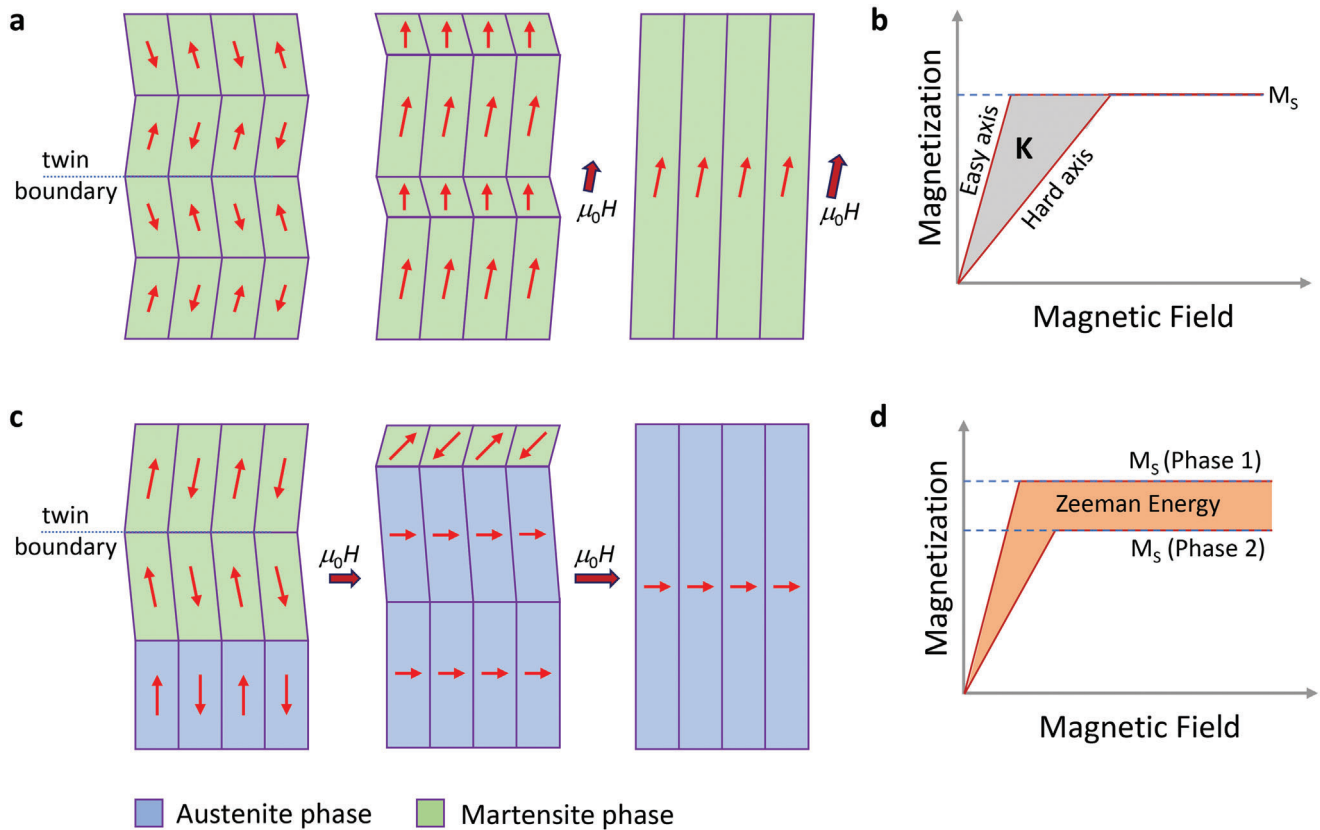 a
twin
boundary
μ₀H
μ₀H
b
Magnetization
Easy axis
K
Hard axis
Mₛ
Magnetic Field
c
twin
boundary
μ₀H
μ₀H
d
Magnetization
Mₛ (Phase 1)
Zeeman Energy
Mₛ (Phase 2)
Magnetic Field
Austenite phase
Martensite phase